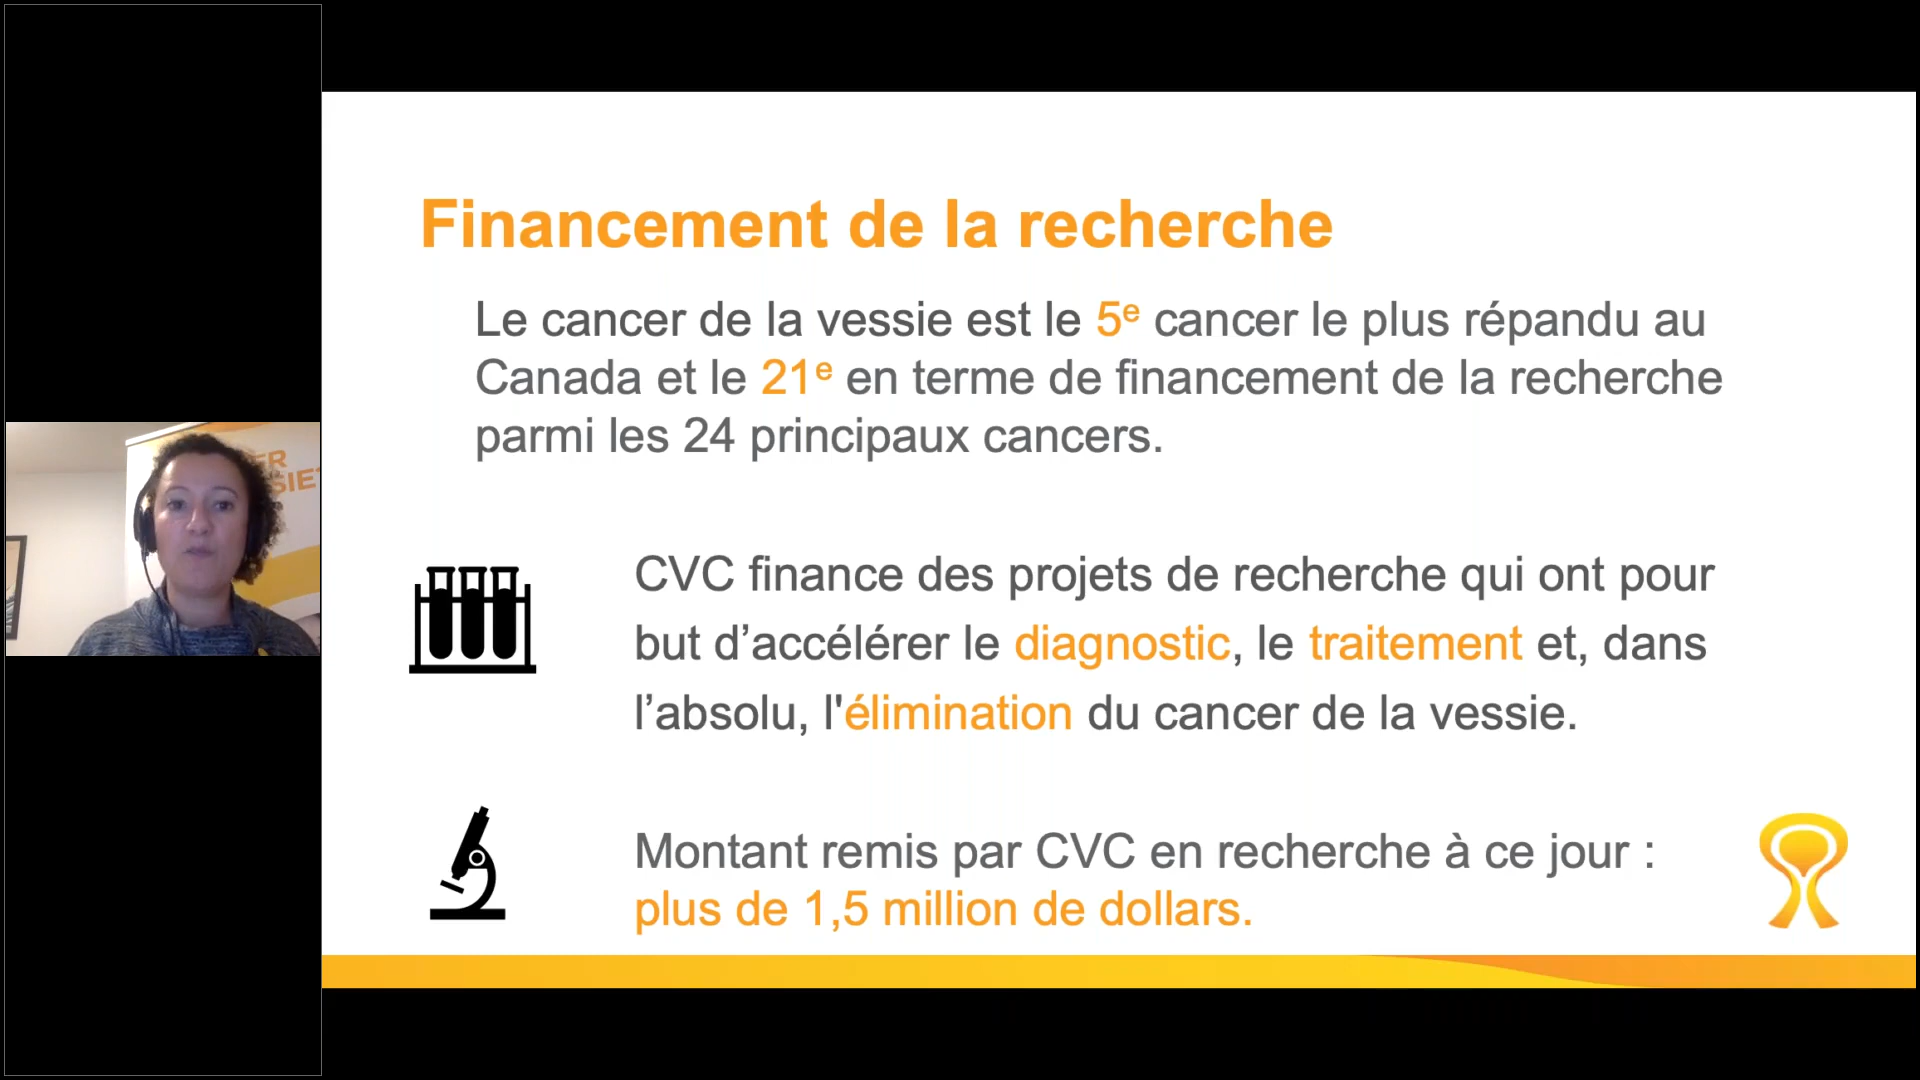 Financement de la recherche
Le cancer de la vessie est le 5e cancer le plus répandu au
Canada et le 21e en terme de financement de la recherche
parmi les 24 principaux cancers.
CVC finance des projets de recherche qui ont pour
but d’accélérer le diagnostic, le traitement et, dans
l’absolu, l'élimination du cancer de la vessie.
Montant remis par CVC en recherche à ce jour :
plus de 1,5 million de dollars.